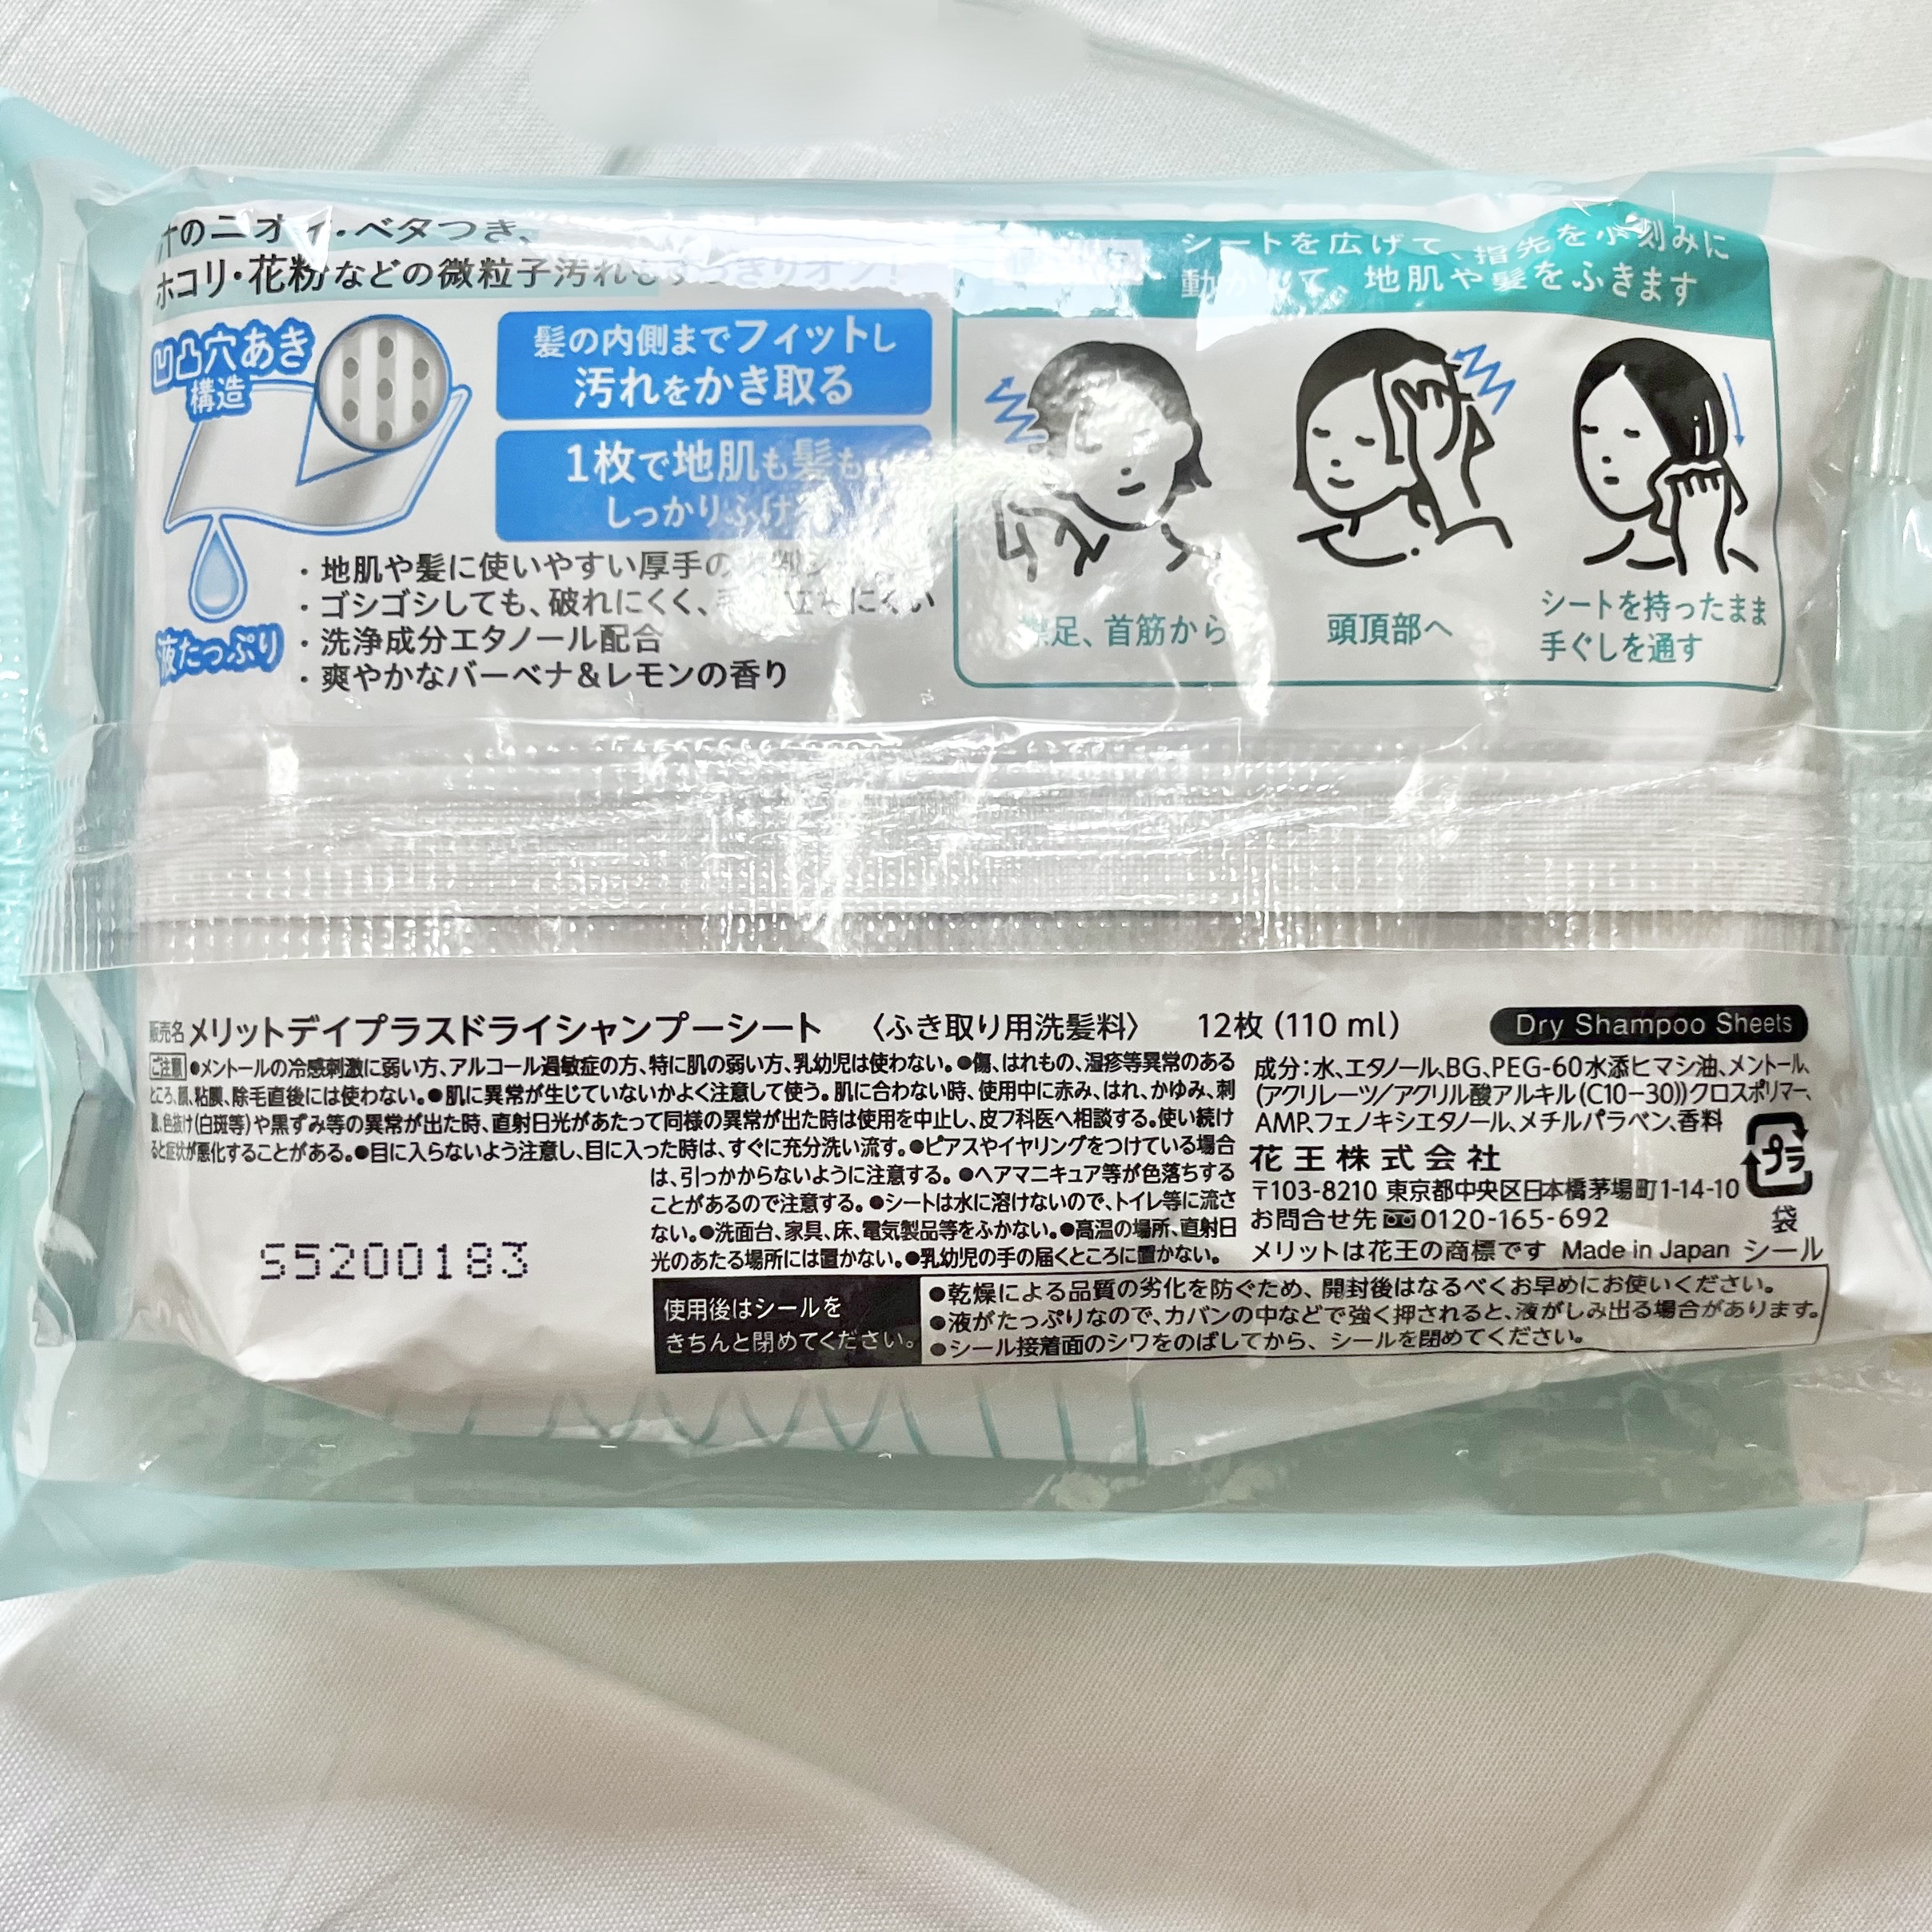 汗のニオイ・ベタつき、
ホコリ・花粉などの微粒子汚れもすっきりオフ!
凹凸穴あき
構造
液たっぷり
髪の内側までフィットし
汚れをかき取る
1枚で地肌も髪も
しっかりふける
・地肌や髪に使いやすい厚手の
・ゴシゴシしても、破れにくく、毛羽立ちにくい
・洗浄成分エタノール配合
・爽やかなバーベナ&レモンの香り
シートを広げて、指先を小刻みに
動かして、地肌や髪をふきます
襟足、首筋から
頭頂部へ
シートを持ったまま
手ぐしを通す
販売名 メリットデイプラスドライシャンプーシート 〈ふき取り用洗髪料〉 12枚(110 ml)
Dry Shampoo Sheets
ご注意 ●メントールの冷感刺激に弱い方、アルコール過敏症の方、特に肌の弱い方、乳幼児は使わない。●傷、はれもの、湿疹等異常のある
ところ、顔、粘膜、除毛直後には使わない。●肌に異常が生じていないかよく注意して使う。肌に合わない時、使用中に赤み、はれ、かゆみ、刺
激、色抜け(白斑等)や黒ずみ等の異常が出た時、直射日光があたって同様の異常が出た時は使用を中止し、皮フ科医へ相談する。使い続け
ると症状が悪化することがある。●目に入らないよう注意し、目に入った時は、すぐに充分洗い流す。●ピアスやイヤリングをつけている場合
は、引っかからないように注意する。●ヘアマニキュア等が色落ちする
ことがあるので注意する。●シートは水に溶けないので、トイレ等に流さ
ない。●洗面台、家具、床、電気製品等をふかない。●高温の場所、直射日
光のあたる場所には置かない。●乳幼児の手の届くところに置かない。
成分:水、エタノール、BG、PEG-60水添ヒマシ油、メントール、
(アクリレーツ/アクリル酸アルキル(C10-30))クロスポリマー、
AMP、フェノキシエタノール、メチルパラベン、香料
花王株式会社
〒103-8210 東京都中央区日本橋茅場町1-14-10
お問合せ先 0120-165-692
メリットは花王の商標です Made in Japan
プラ
袋
シール
S5200183
使用後はシールを
きちんと閉めてください。
●乾燥による品質の劣化を防ぐため、開封後はなるべくお早めにお使いください。
●液がたっぷりなので、カバンの中などで強く押されると、液がしみ出る場合があります。
●シール接着面のシワをのばしてから、シールを閉めてください。